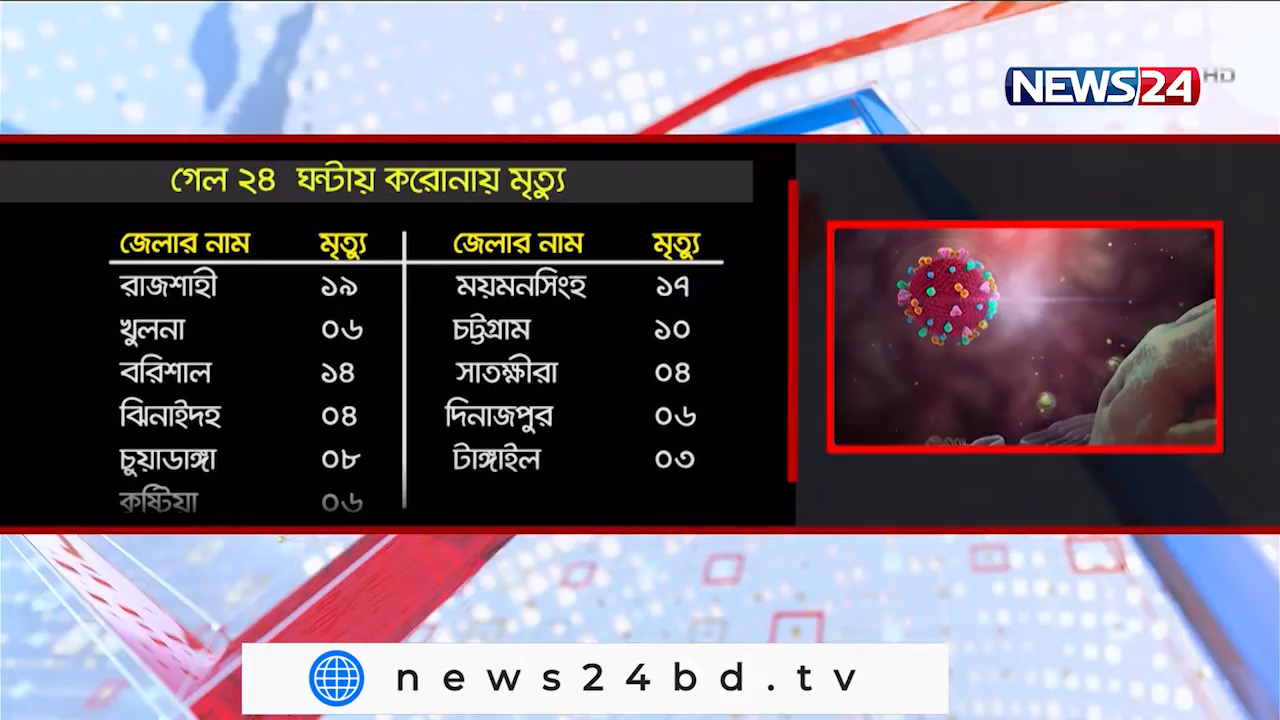 NEWS24 HD
গেল ২৪ ঘন্টায় করোনায় মৃত্যু
জেলার নাম মৃত্যু জেলার নাম মৃত্যু
রাজশাহী ১৯ ময়মনসিংহ ১৭
খুলনা ০৬ চট্টগ্রাম ১০
বরিশাল ১৪ সাতক্ষীরা ০৪
ঝিনাইদহ ০৪ দিনাজপুর ০৬
চুয়াডাঙ্গা ০৮ টাঙ্গাইল ০৩
কুষ্টিয়া ০৬
news24bd.tv